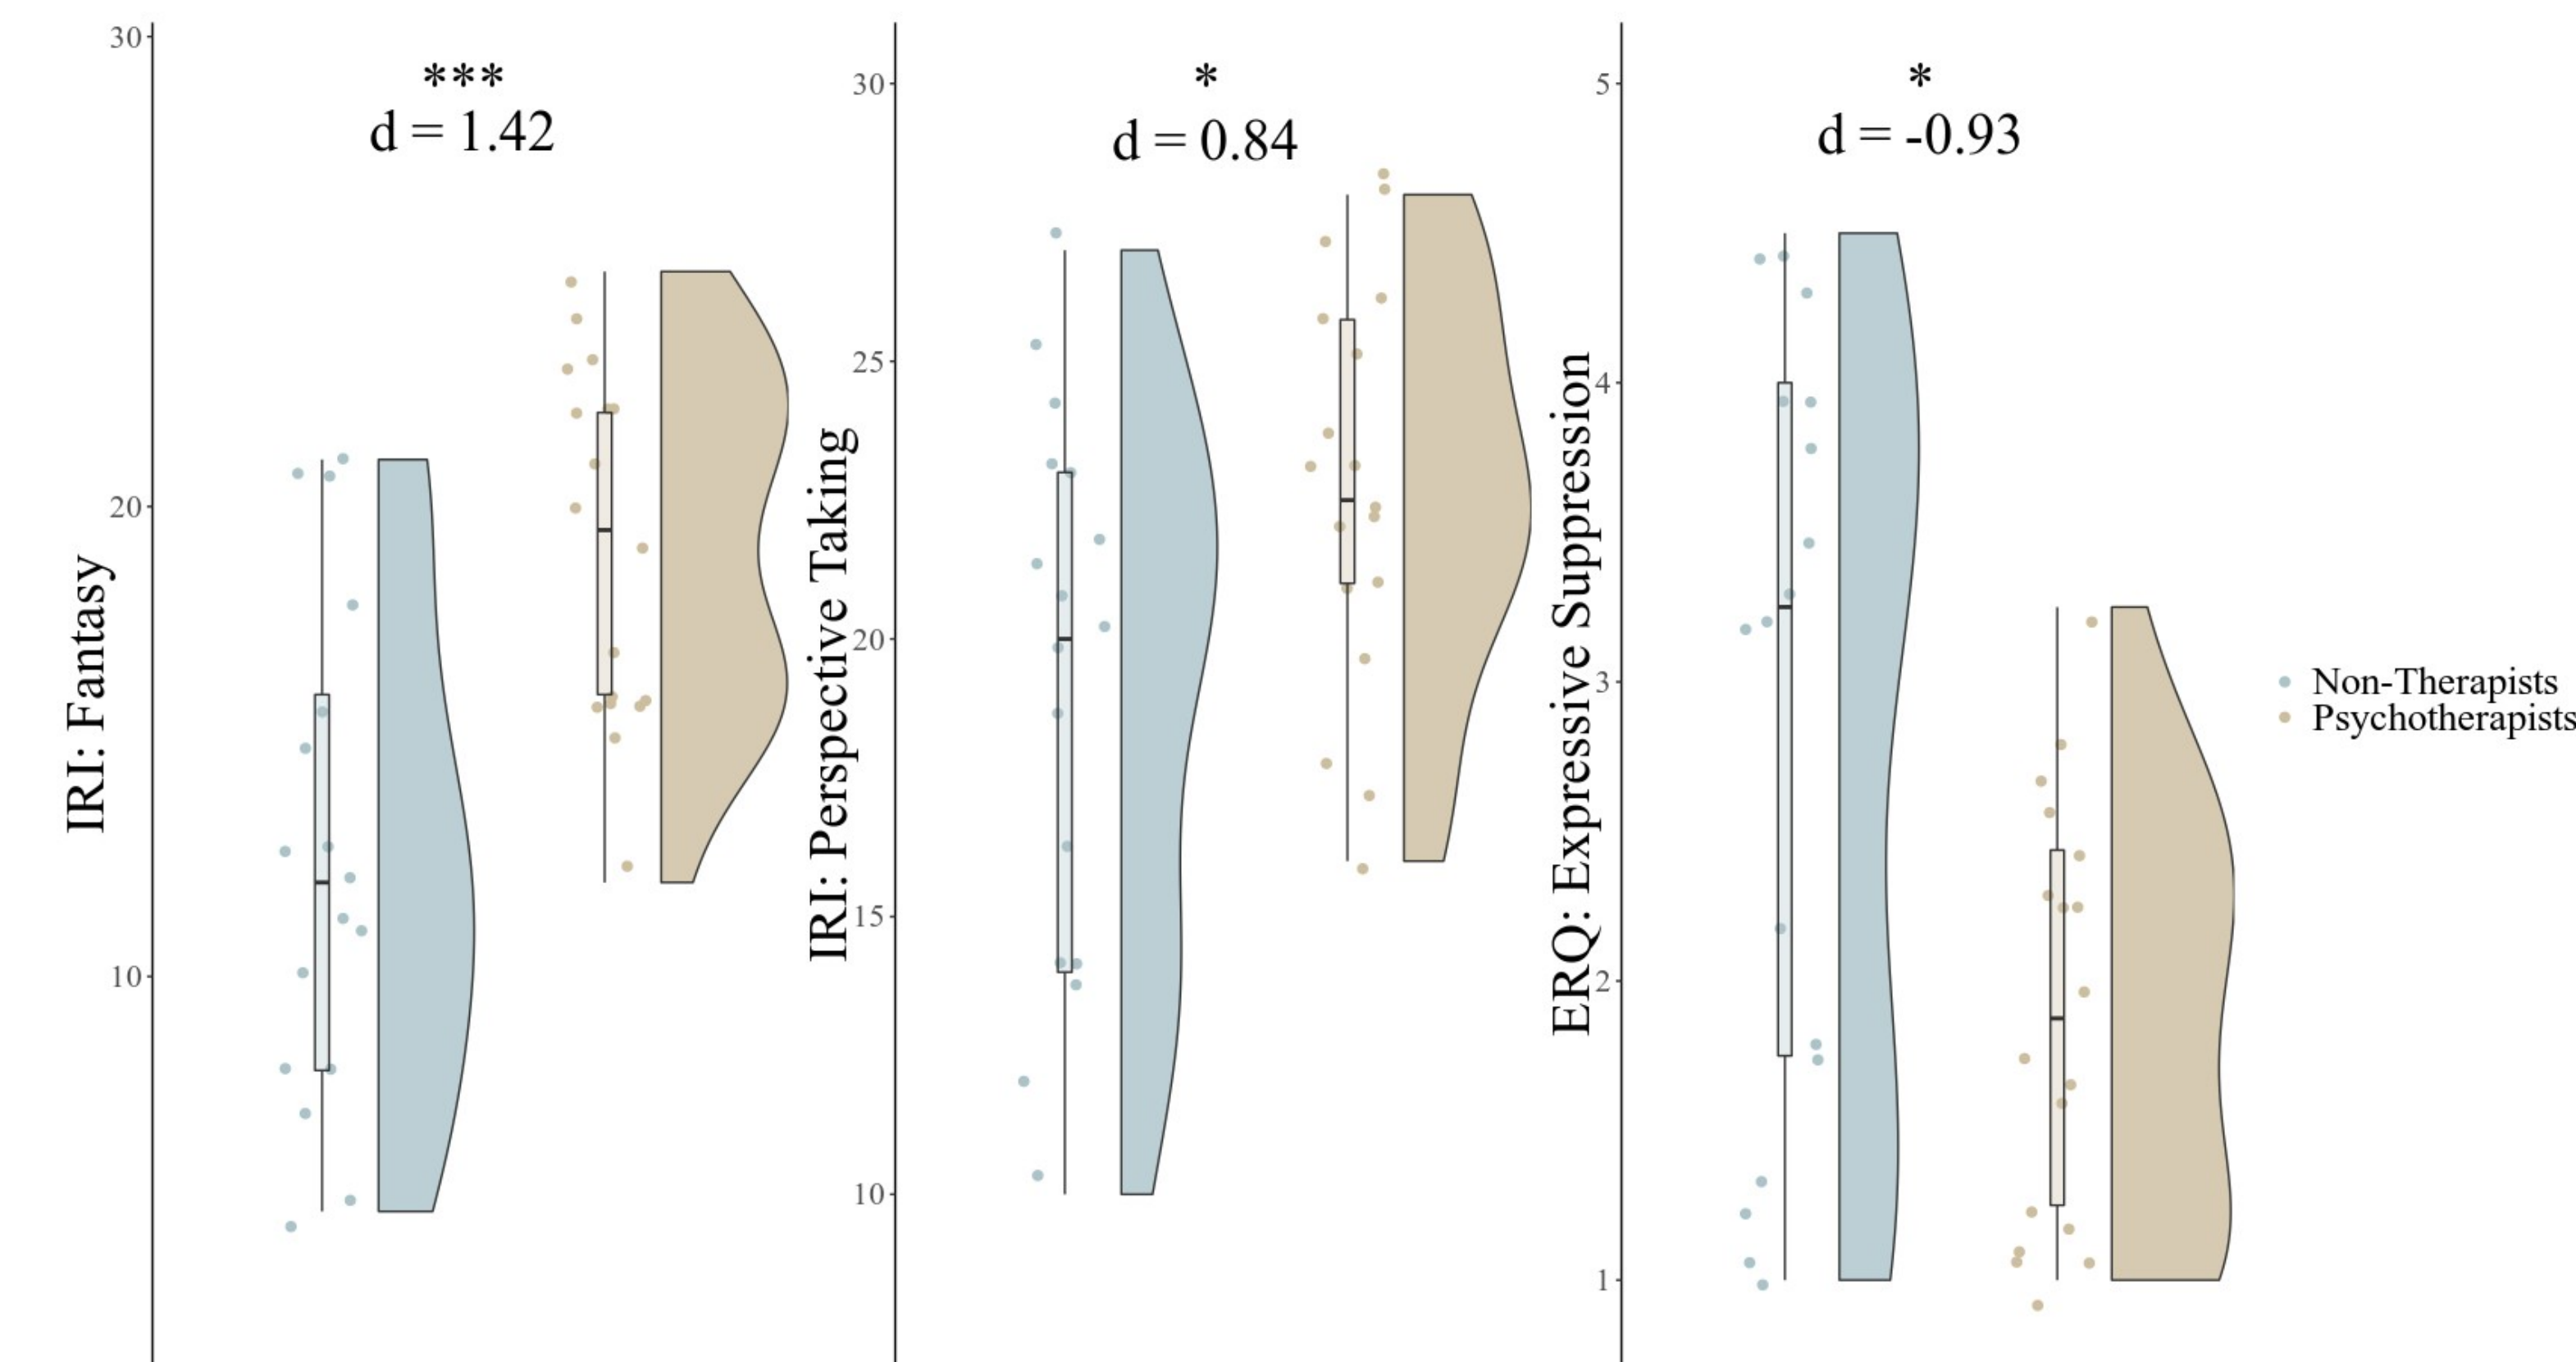 30
20
10
IRI: Fantasy
***
d = 1.42
30
25
20
15
10
IRI: Perspective Taking
*
d = 0.84
5
4
3
2
1
ERQ: Expressive Suppression
*
d = -0.93
Non-Therapists
Psychotherapists